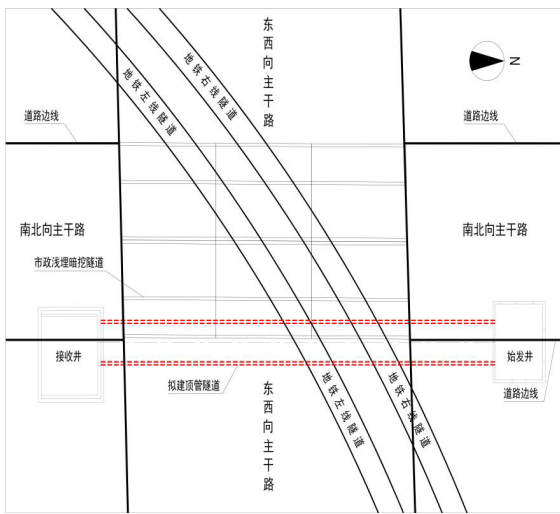 东西向主干路
N
地铁右线隧道
地铁左线隧道
道路边线
道路边线
南北向主干路
南北向主干路
市政浅埋暗挖隧道
接收井
始发井
拟建顶管隧道
道路边线
东西向主干路
地铁左线隧道
地铁右线隧道